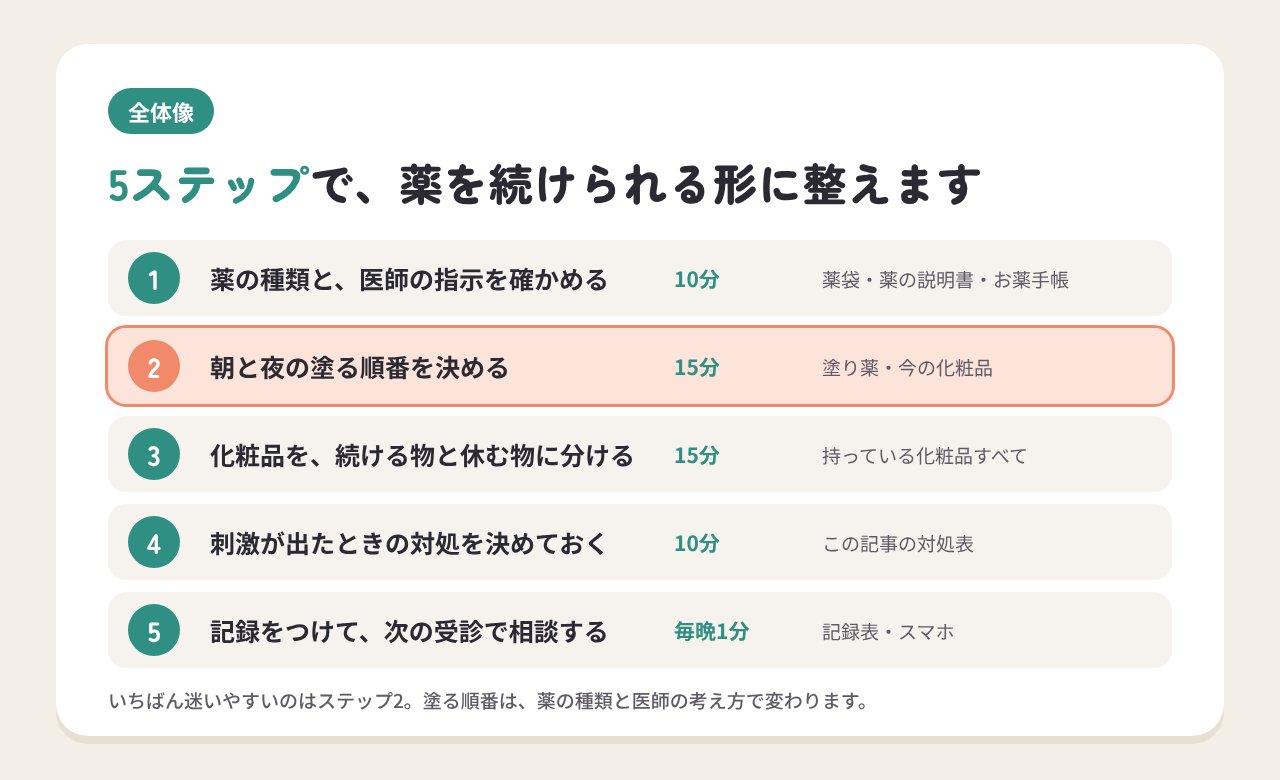 全体像
5ステップで、薬を続けられる形に整えます
1 薬の種類と、医師の指示を確かめる 10分 薬袋・薬の説明書・お薬手帳
2 朝と夜の塗る順番を決める 15分 塗り薬・今の化粧品
3 化粧品を、続ける物と休む物に分ける 15分 持っている化粧品すべて
4 刺激が出たときの対処を決めておく 10分 この記事の対処表
5 記録をつけて、次の受診で相談する 毎晩1分 記録表・スマホ
いちばん迷いやすいのはステップ2。塗る順番は、薬の種類と医師の考え方で変わります。